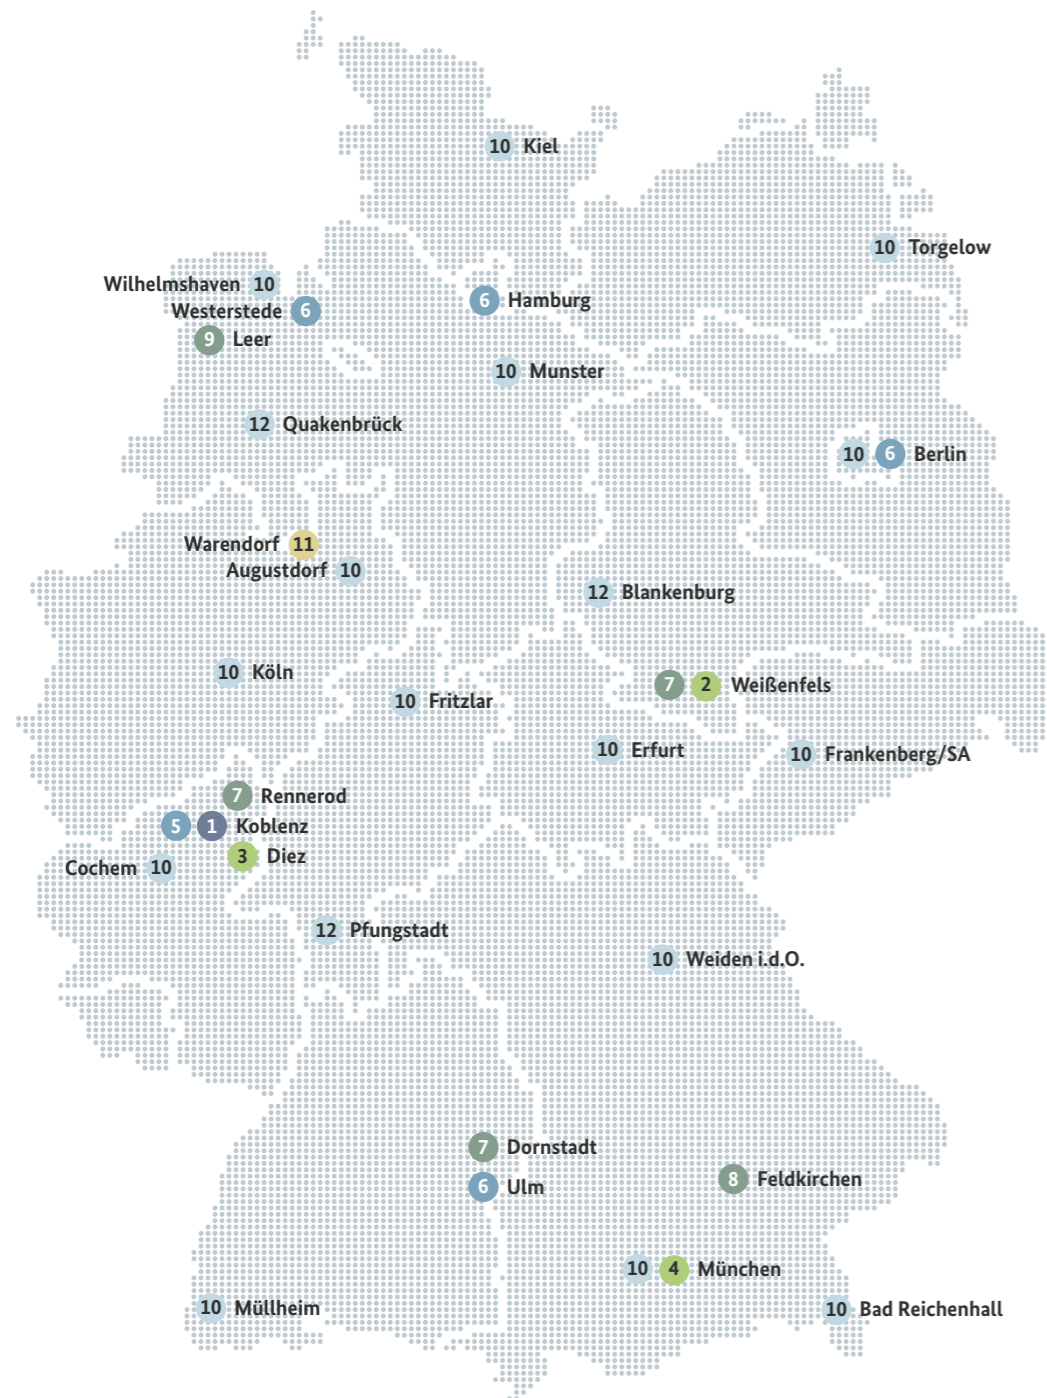 10 Kiel
10 Torgelow
Wilhelmshaven 10
Westerstede 6
6 Hamburg
9 Leer
10 Munster
12 Quakenbrück
10 6 Berlin
Warendorf 11
Augustdorf 10
12 Blankenburg
10 Köln
7 2 Weißenfels
10 Fritzlar
10 Erfurt
10 Frankenberg/SA
7 Rennerod
5 1 Koblenz
3 Diez
Cochem 10
12 Pfungstadt
10 Weiden i.d.O.
7 Dornstadt
8 Feldkirchen
6 Ulm
10 4 München
10 Müllheim
10 Bad Reichenhall